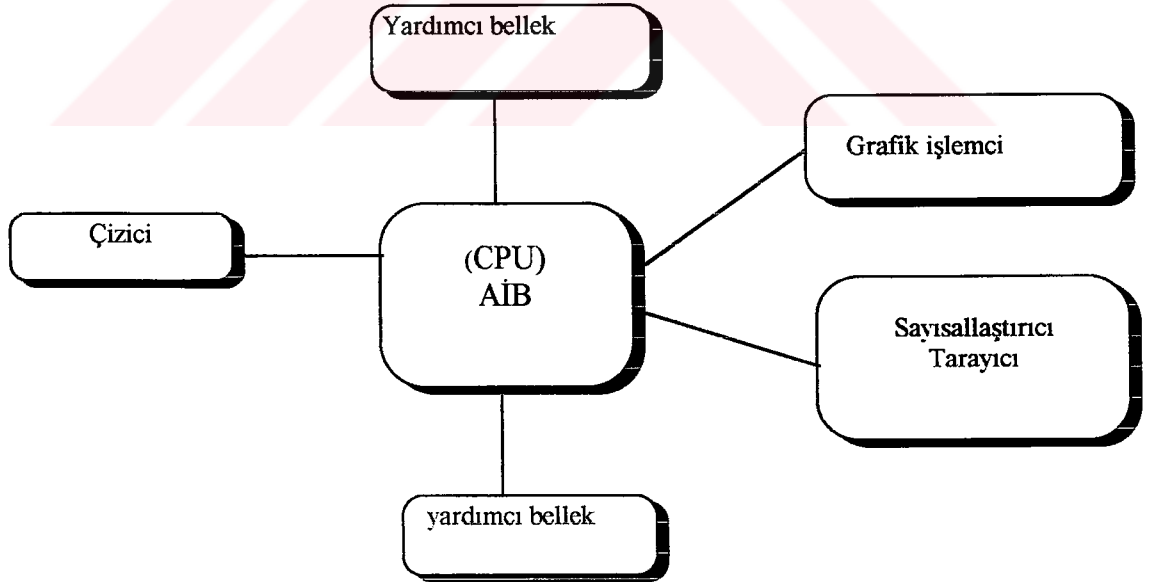 Yardımcı bellek
Grafik işlemci
Çizici
(CPU)
AİB
Sayısallaştırıcı
Tarayıcı
yardımcı bellek